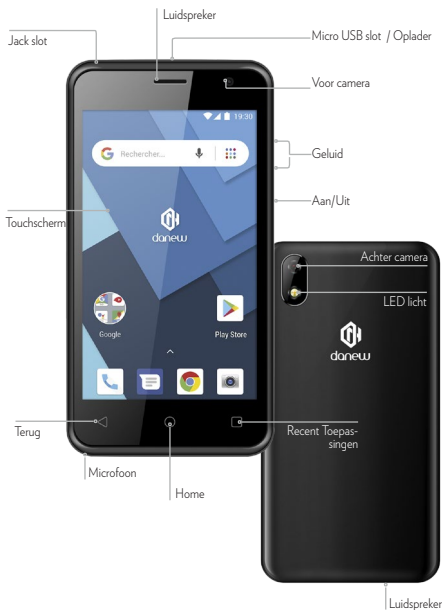 Luidspreker
Micro USB slot / Oplader
Jack slot
Voor camera
19:30
Rechercher...
Geluid
Aan/Uit
Touchscherm
danew
Achter camera
LED licht
Google
Play Store
danew
Terug
Recent Toepas-
singen
Microfoon
Home
Luidspreker